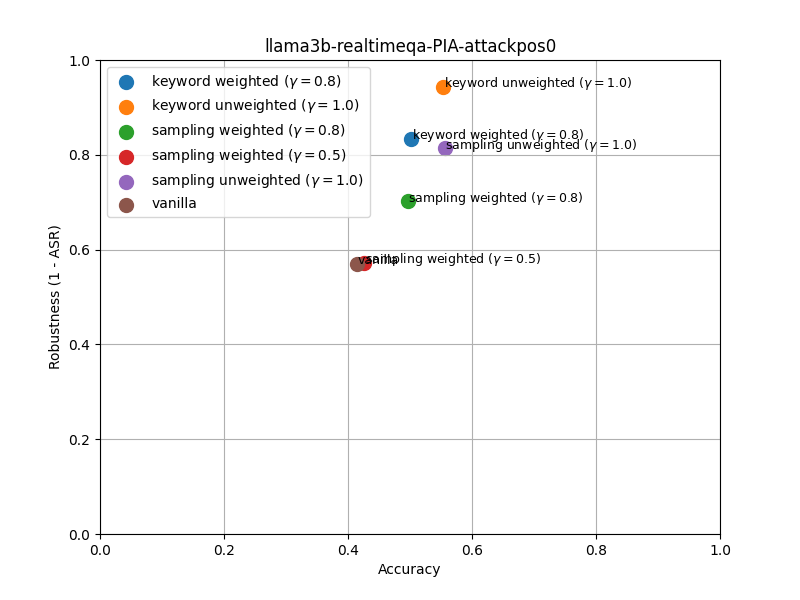 llama3b-realtimeqa-PIA-attackpos0
1.0
0.8
0.6
0.4
0.2
0.0
Robustness (1 - ASR)
keyword weighted (γ = 0.8)
keyword unweighted (γ = 1.0)
sampling weighted (γ = 0.8)
sampling weighted (γ = 0.5)
sampling unweighted (γ = 1.0)
vanilla
keyword unweighted (γ = 1.0)
keyword weighted (γ = 0.8)
sampling unweighted (γ = 1.0)
sampling weighted (γ = 0.8)
sampling weighted (γ = 0.5)
vanilla
0.0 0.2 0.4 0.6 0.8 1.0
Accuracy